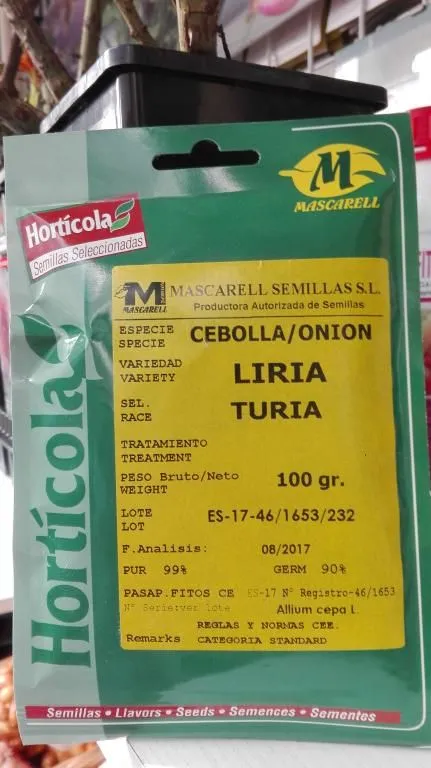 Hortícola
Semillas Seleccionadas
M
MASCARELL
M
MASCARELL
MASCARELL SEMILLAS S.L.
Productora Autorizada de Semillas
ESPECIE
SPECIE
CEBOLLA/ONION
VARIEDAD
VARIETY
LIRIA
SEL.
RACE
TURIA
TRATAMIENTO
TREATMENT
PESO Bruto/Neto
WEIGHT
100 gr.
LOTE
LOT
ES-17-46/1653/232
F.Analisis: 08/2017
PUR 99% GERM 90%
PASAP.FITOS CE ES-17 Nº Registro-46/1653
Nº Serie:ver lote Allium cepa L
REGLAS Y NORMAS CEE.
Remarks CATEGORIA STANDARD
Hortícola
Semillas • Llavors • Seeds • Semences • Sementes